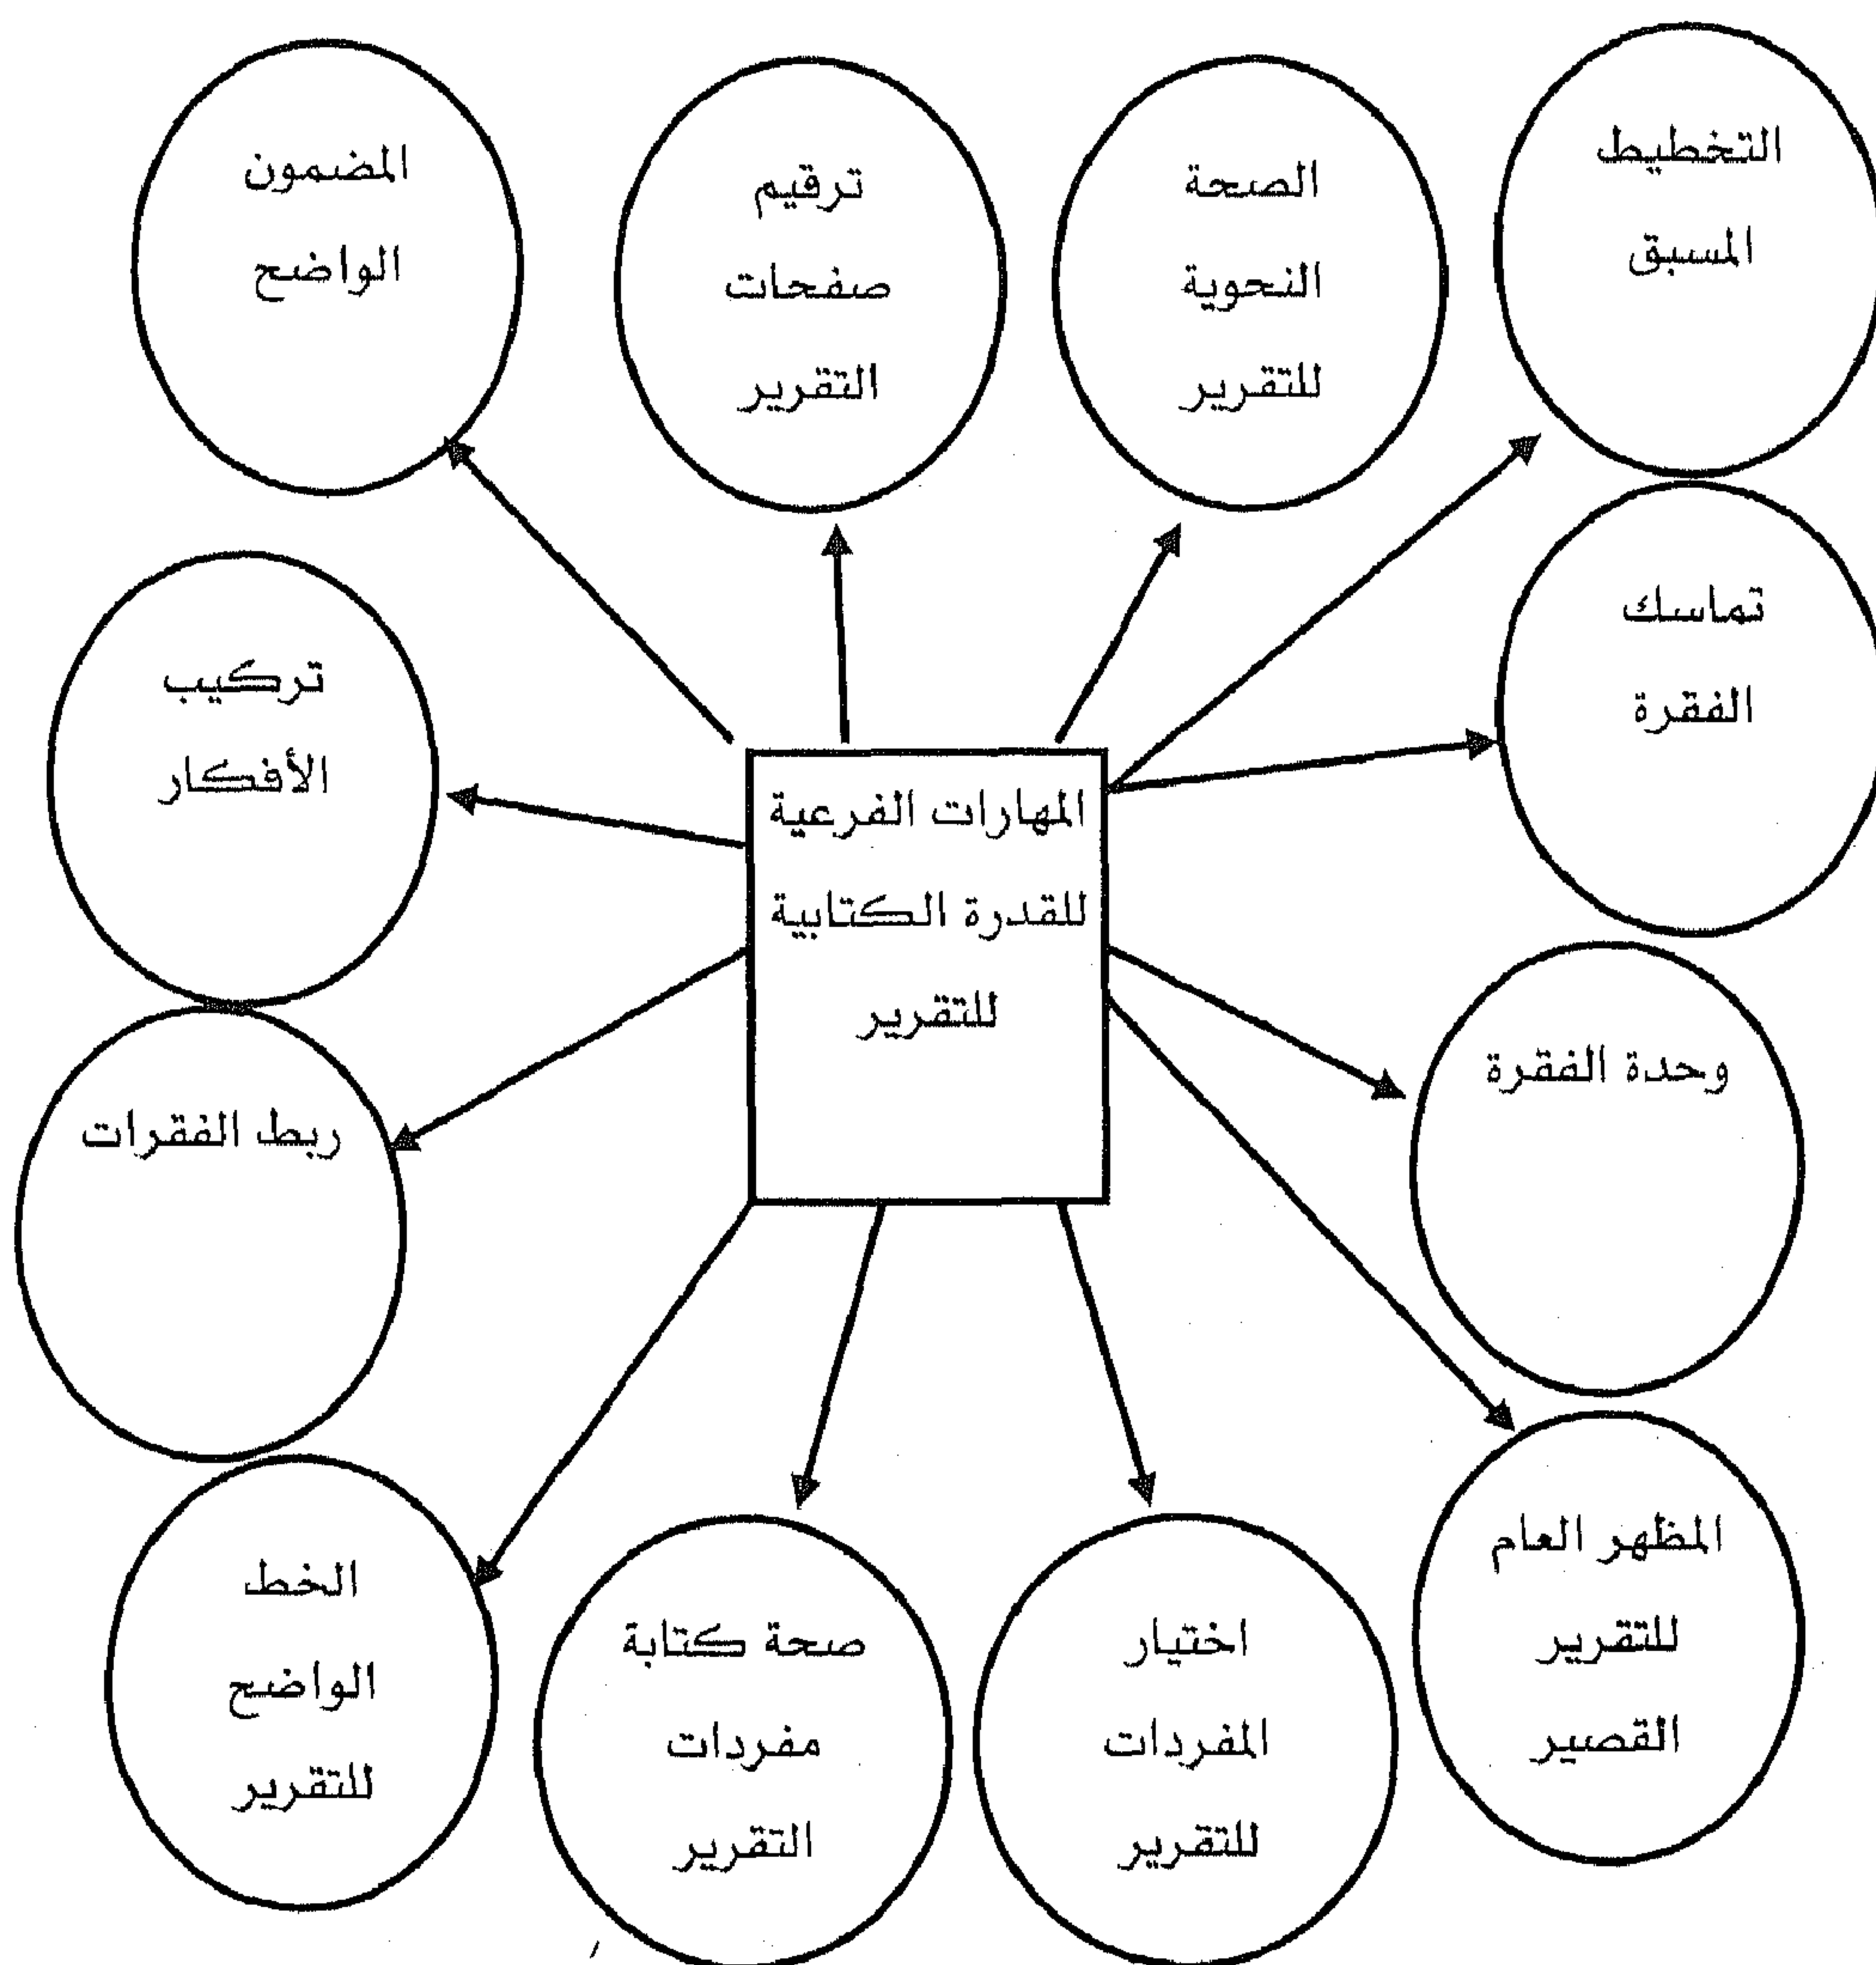 التخطيط
المسبق
الصحة
النحوية
للتقرير
ترقيم
صفحات
التقرير
المضمون
الواضح
تماسك
الفقرة
تركيب
الأفكار
المهارات الفرعية
للقدرة الكتابية
للتقرير
وحدة الفقرة
ربط الفقرات
المظهر العام
للتقرير
القصير
اختيار
المفردات
للتقرير
صحة كتابة
مفردات
التقرير
الخط
الواضح
للتقرير